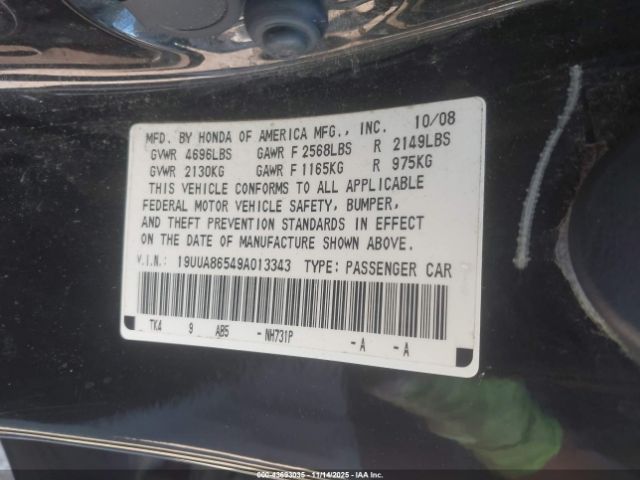 MFD. BY HONDA OF AMERICA MFG., INC. 10/08
GVWR 4696LBS GAWR F 2568LBS R 2149LBS
GVWR 2130KG GAWR F 1165KG R 975KG
THIS VEHICLE CONFORMS TO ALL APPLICABLE
FEDERAL MOTOR VEHICLE SAFETY, BUMPER,
AND THEFT PREVENTION STANDARDS IN EFFECT
ON THE DATE OF MANUFACTURE SHOWN ABOVE.
V.I.N.: 19UUA86549A013343 TYPE: PASSENGER CAR
TK4 9 AB5 -NH731P -A -A
© 2025 - 43693035 - 11/14/2025 - IAA Inc.